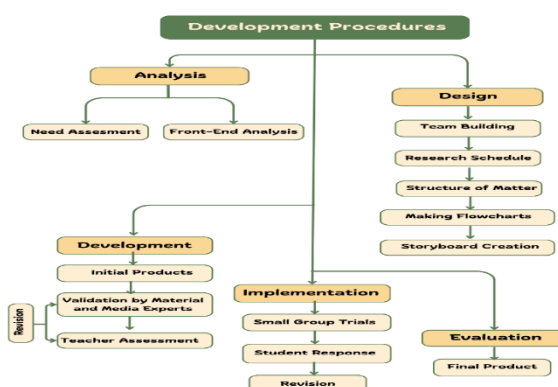 Development Procedures
Analysis
Need Assesment
Front-End Analysis
Design
Team Building
Research Schedule
Structure of Matter
Making Flowcharts
Storyboard Creation
Development
Initial Products
Validation by Material
and Media Experts
Teacher Assessment
Revision
Implementation
Small Group Trials
Student Response
Revision
Evaluation
Final Product